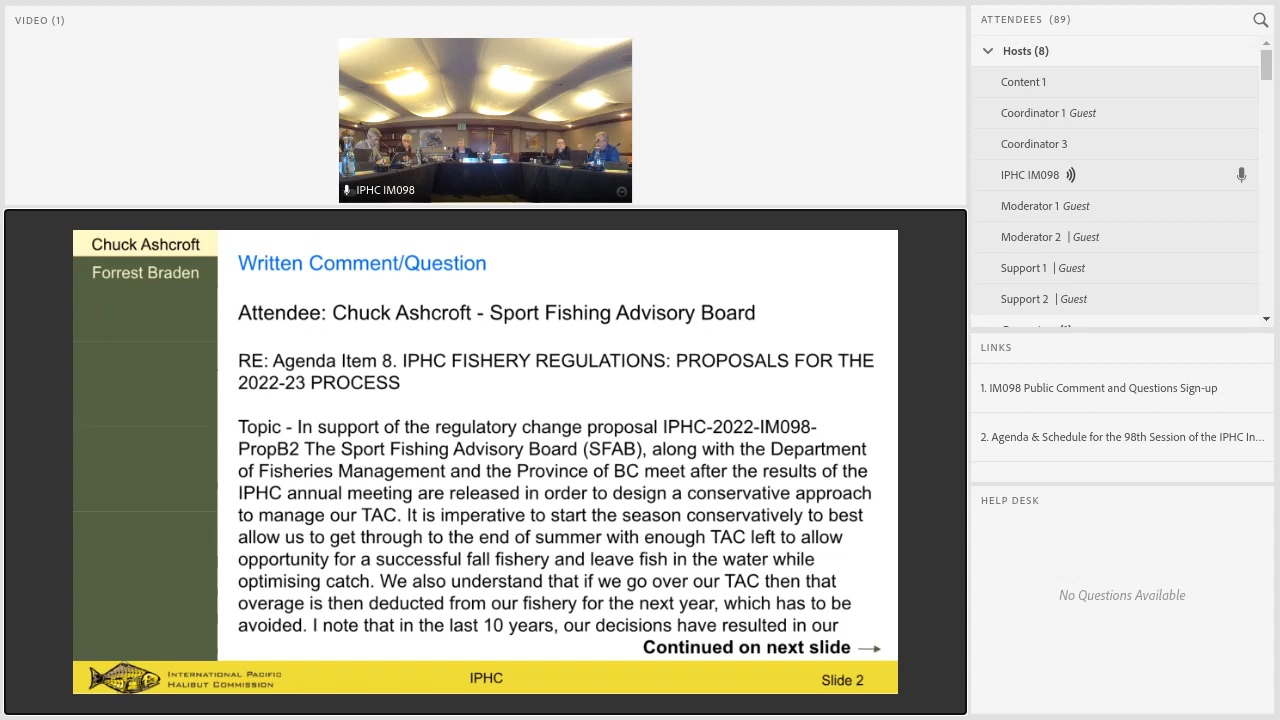 VIDEO (1)
IPHC IM098
Chuck Ashcroft
Forrest Braden
Written Comment/Question
Attendee: Chuck Ashcroft - Sport Fishing Advisory Board
RE: Agenda Item 8. IPHC FISHERY REGULATIONS: PROPOSALS FOR THE
2022-23 PROCESS
Topic - In support of the regulatory change proposal IPHC-2022-IM098-
PropB2 The Sport Fishing Advisory Board (SFAB), along with the Department
of Fisheries Management and the Province of BC meet after the results of the
IPHC annual meeting are released in order to design a conservative approach
to manage our TAC. It is imperative to start the season conservatively to best
allow us to get through to the end of summer with enough TAC left to allow
opportunity for a successful fall fishery and leave fish in the water while
optimising catch. We also understand that if we go over our TAC then that
overage is then deducted from our fishery for the next year, which has to be
avoided. I note that in the last 10 years, our decisions have resulted in our
Continued on next slide
INTERNATIONAL PACIFIC
HALIBUT COMMISSION
IPHC
Slide 2
ATTENDEES (89)
Hosts (8)
Content 1
Coordinator 1 Guest
Coordinator 3
IPHC IM098
Moderator 1 Guest
Moderator 2 | Guest
Support 1 | Guest
Support 2 | Guest
LINKS
1. IM098 Public Comment and Questions Sign-up
2. Agenda & Schedule for the 98th Session of the IPHC In...
HELP DESK
No Questions Available